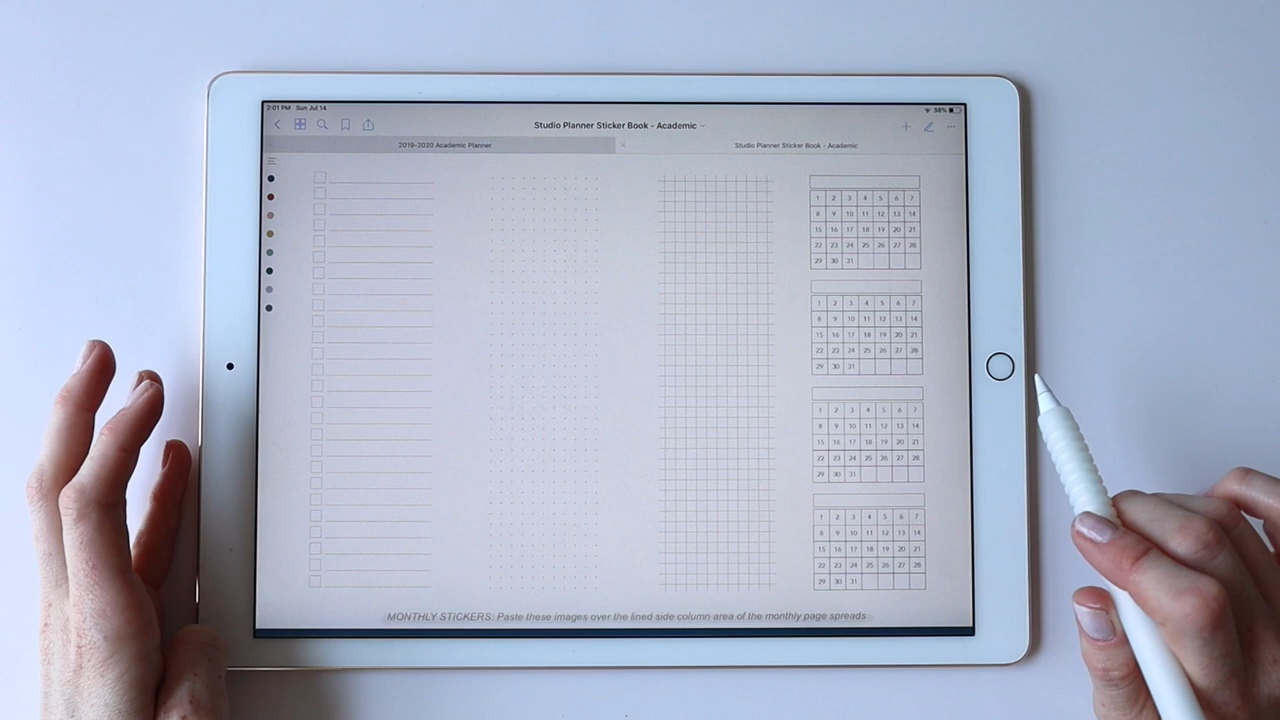 2:01 PM Sun Jul 14
38%
Studio Planner Sticker Book - Academic
2019-2020 Academic Planner
Studio Planner Sticker Book - Academic
1 2 3 4 5 6 7
8 9 10 11 12 13 14
15 16 17 18 19 20 21
22 23 24 25 26 27 28
29 30 31
1 2 3 4 5 6 7
8 9 10 11 12 13 14
15 16 17 18 19 20 21
22 23 24 25 26 27 28
29 30 31
1 2 3 4 5 6 7
8 9 10 11 12 13 14
15 16 17 18 19 20 21
22 23 24 25 26 27 28
29 30 31
1 2 3 4 5 6 7
8 9 10 11 12 13 14
15 16 17 18 19 20 21
22 23 24 25 26 27 28
29 30 31
MONTHLY STICKERS: Paste these images over the lined side column area of the monthly page spreads